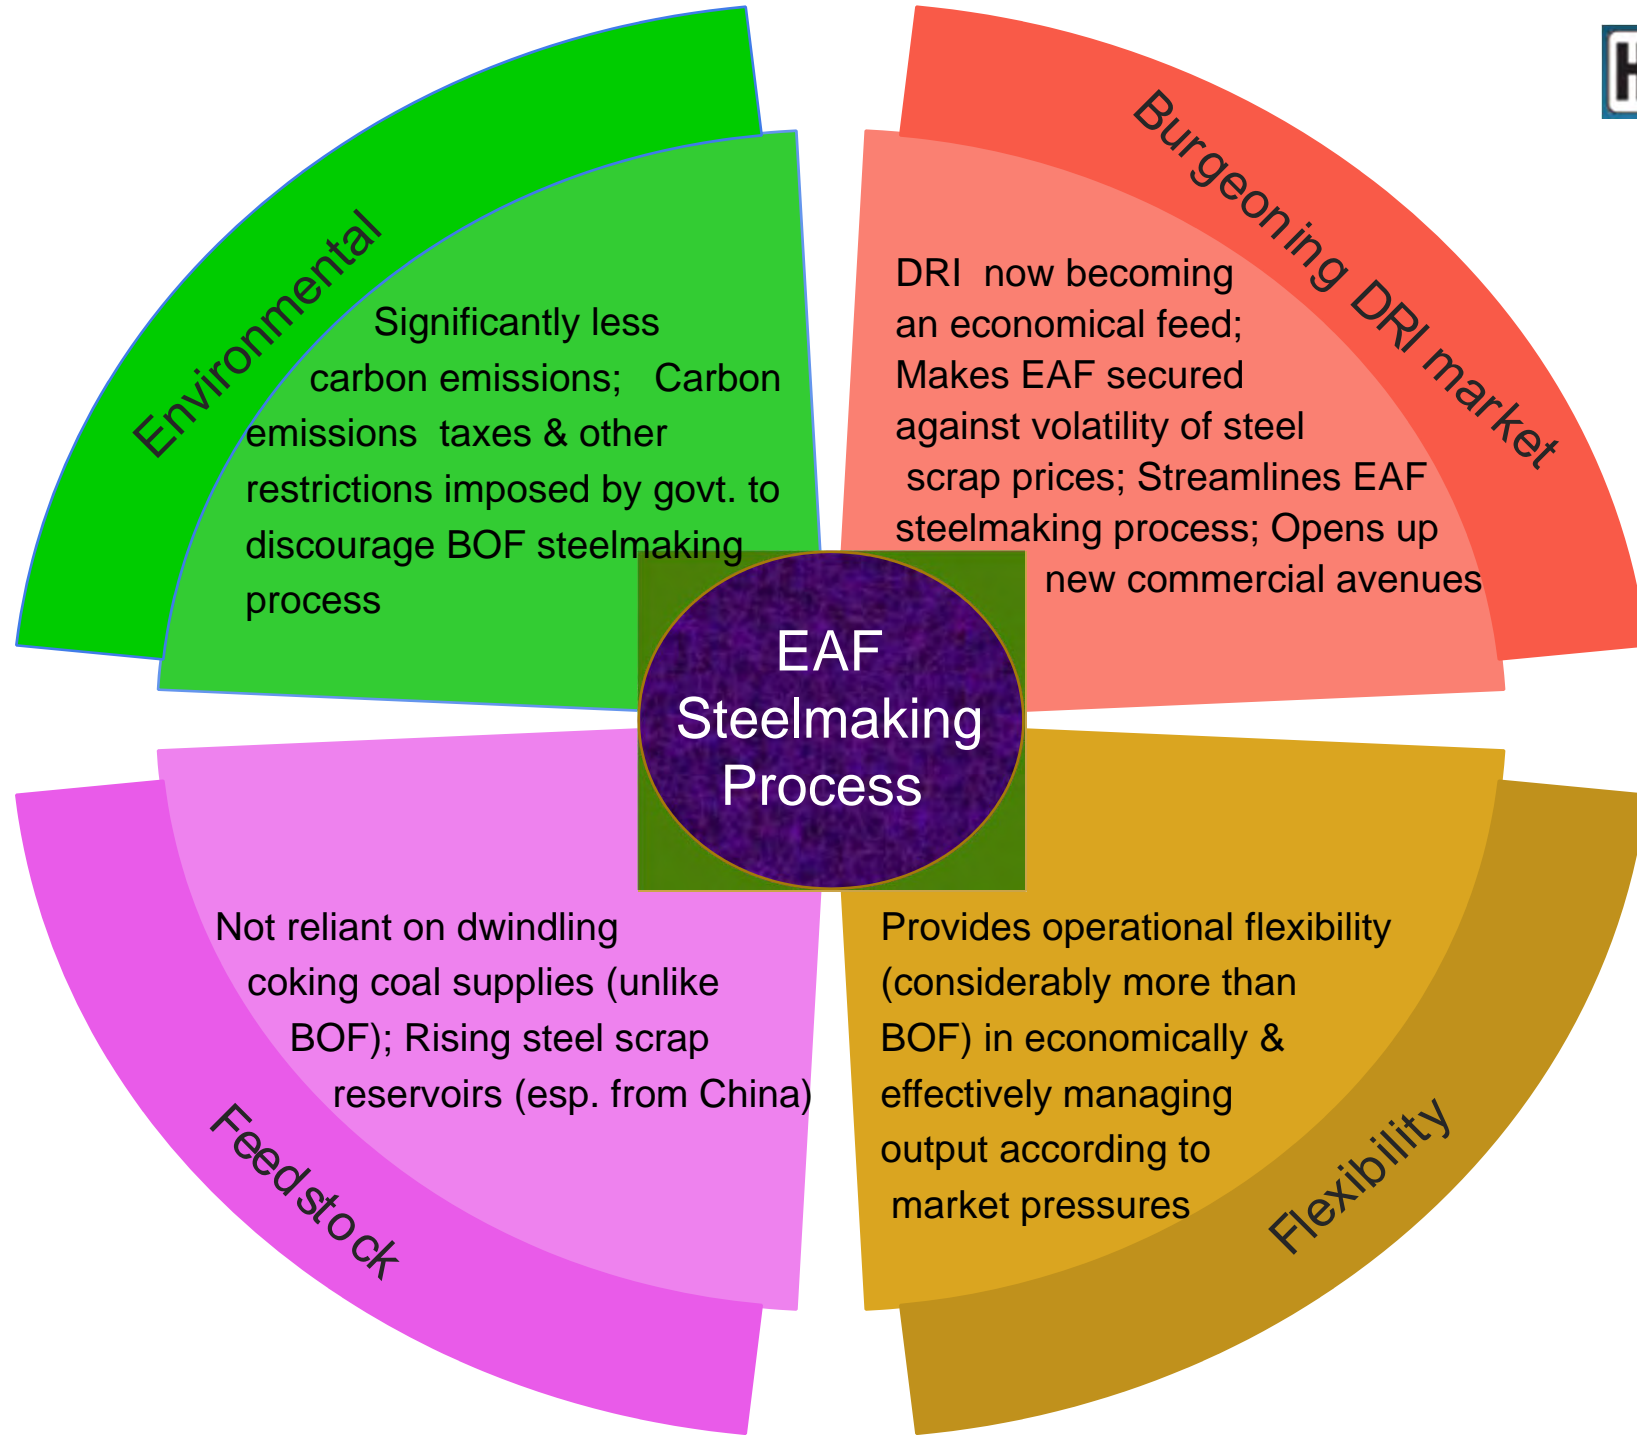 Environmental
Significantly less
carbon emissions; Carbon
emissions taxes & other
restrictions imposed by govt. to
discourage BOF steelmaking
process
Burgeoning DRI market
DRI now becoming
an economical feed;
Makes EAF secured
against volatility of steel
scrap prices; Streamlines EAF
steelmaking process; Opens up
new commercial avenues
EAF
Steelmaking
Process
Not reliant on dwindling
coking coal supplies (unlike
BOF); Rising steel scrap
reservoirs (esp. from China)
Feedstock
Provides operational flexibility
(considerably more than
BOF) in economically &
effectively managing
output according to
market pressures
Flexibility